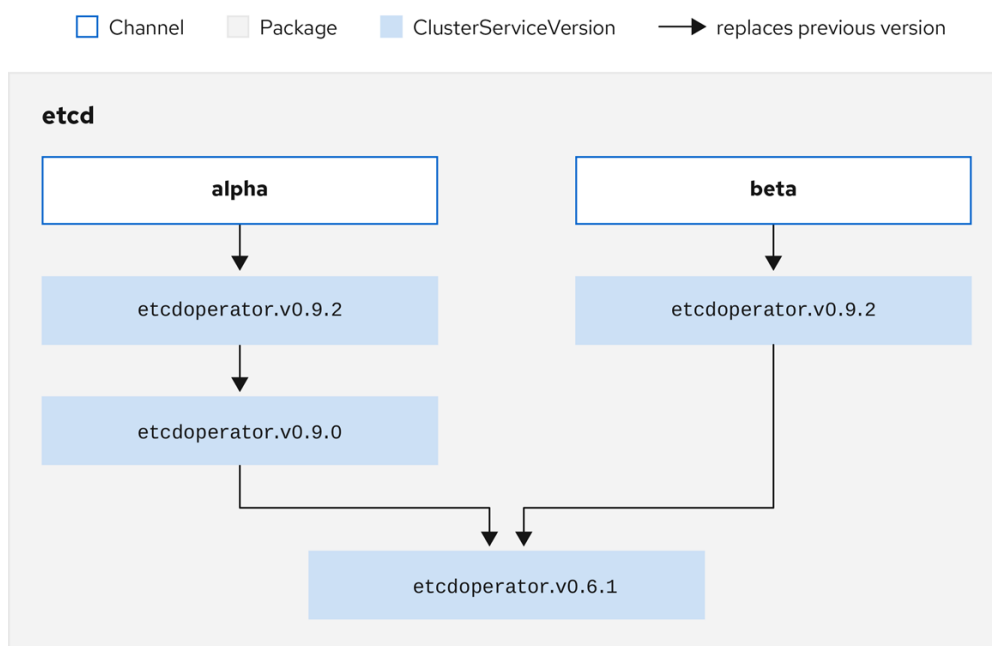 Channel Package ClusterServiceVersion replaces previous version
etcd
alpha beta
etcdoperator.v0.9.2 etcdoperator.v0.9.2
etcdoperator.v0.9.0
etcdoperator.v0.6.1